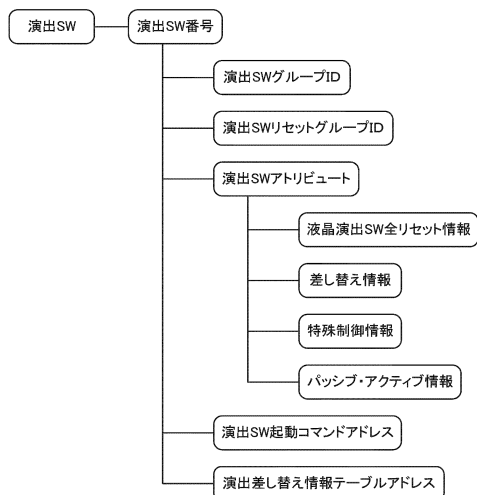 演出SW
演出SW番号
演出SWグループID
演出SWリセットグループID
演出SWアトリビュート
液晶演出SW全リセット情報
差し替え情報
特殊制御情報
パッシブ・アクティブ情報
演出SW起動コマンドアドレス
演出差し替え情報テーブルアドレス